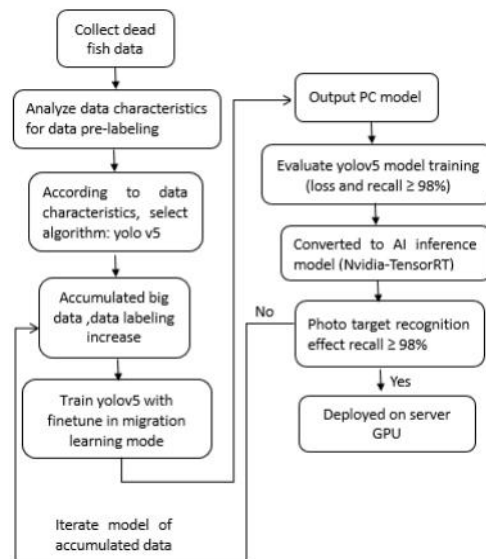 Collect dead
fish data
Analyze data characteristics
for data pre-labeling
According to data
characteristics, select
algorithm: yolo v5
Accumulated big
data ,data labeling
increase
Train yolov5 with
finetune in migration
learning mode
Iterate model of
accumulated data
Output PC model
Evaluate yolov5 model training
(loss and recall ≥ 98%)
Converted to AI inference
model (Nvidia-TensorRT)
No
Photo target recognition
effect recall ≥ 98%
Yes
Deployed on server
GPU